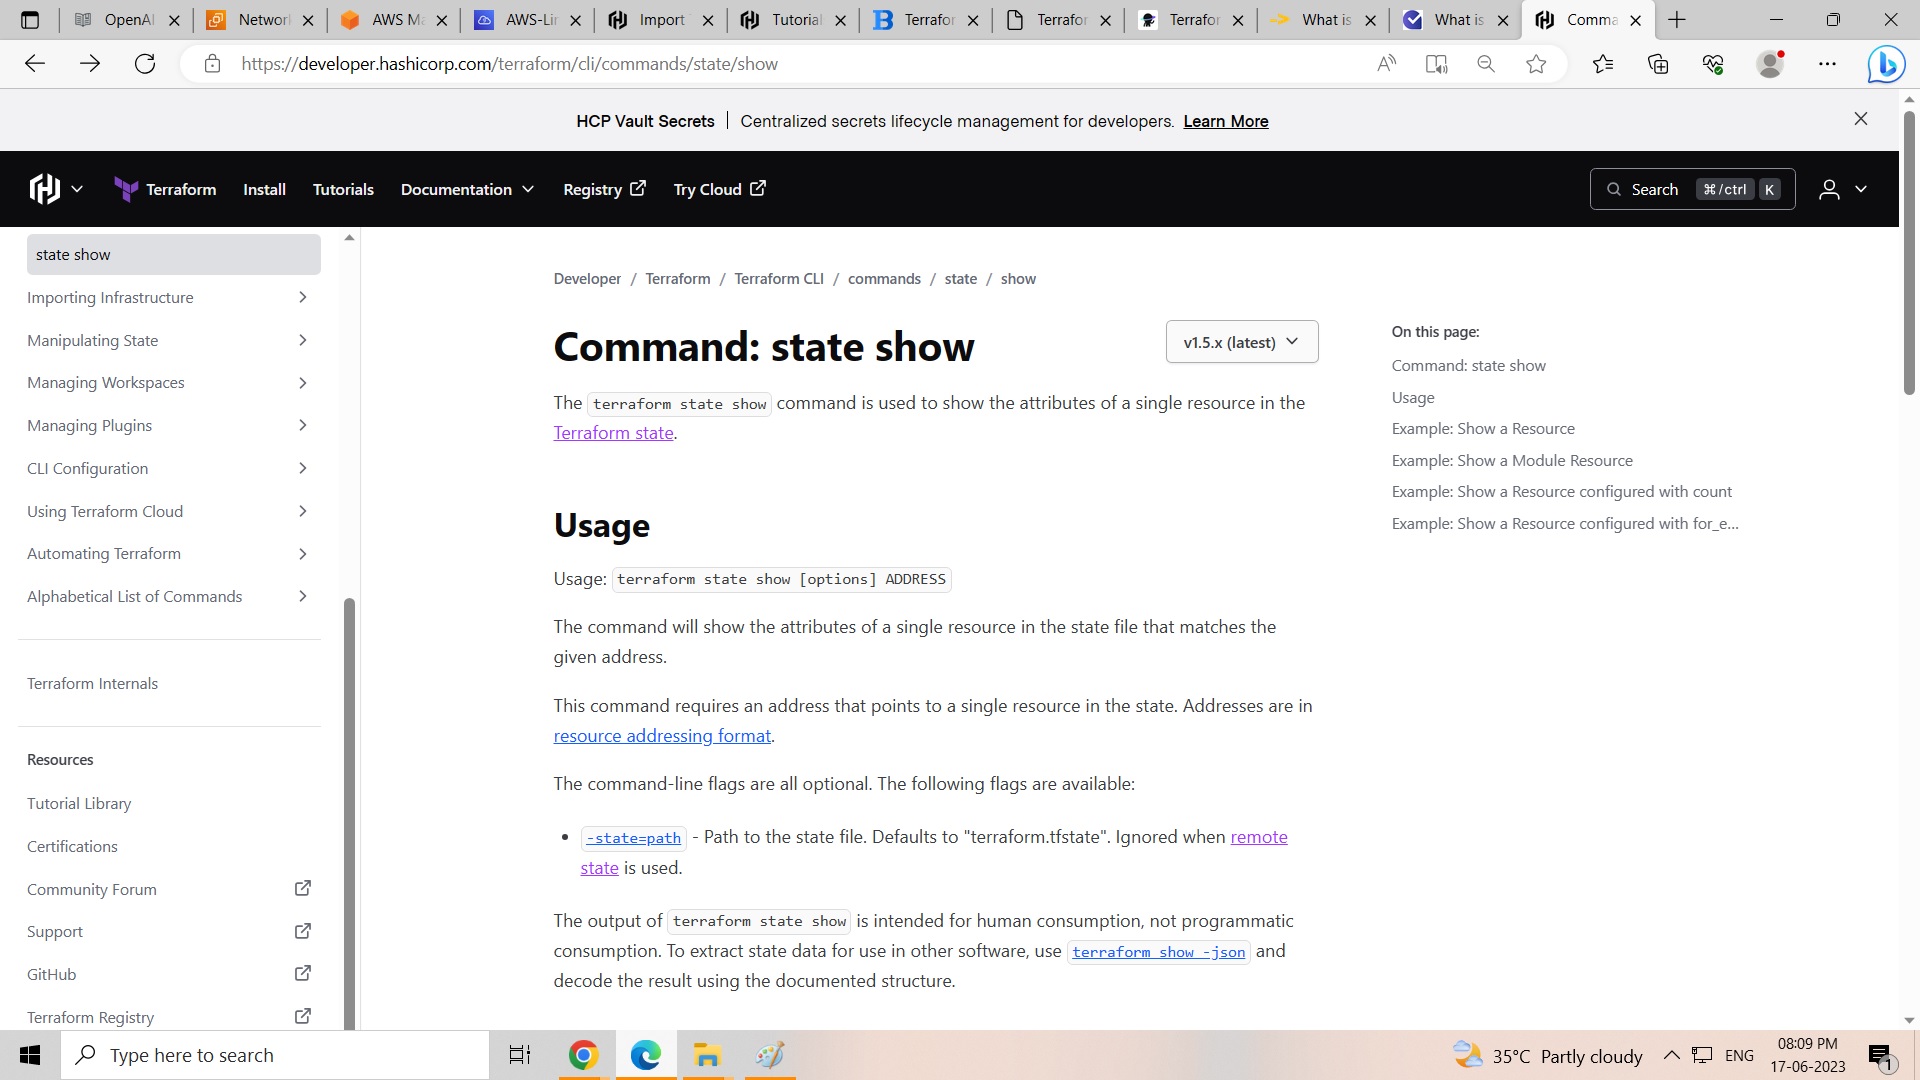 OpenAI
Network
AWS Ma
AWS-Lin
Import T
Tutorial
Terrafor
Terrafor
Terrafor
What is
What is
Comma
https://developer.hashicorp.com/terraform/cli/commands/state/show
HCP Vault Secrets | Centralized secrets lifecycle management for developers. Learn More
Terraform Install Tutorials Documentation Registry Try Cloud Search ⌘/ctrl K
state show
Importing Infrastructure
Manipulating State
Managing Workspaces
Managing Plugins
CLI Configuration
Using Terraform Cloud
Automating Terraform
Alphabetical List of Commands
Terraform Internals
Resources
Tutorial Library
Certifications
Community Forum
Support
GitHub
Terraform Registry
Developer / Terraform / Terraform CLI / commands / state / show
Command: state show
v1.5.x (latest)
The terraform state show command is used to show the attributes of a single resource in the
Terraform state.
Usage
Usage: terraform state show [options] ADDRESS
The command will show the attributes of a single resource in the state file that matches the
given address.
This command requires an address that points to a single resource in the state. Addresses are in
resource addressing format.
The command-line flags are all optional. The following flags are available:
• -state=path - Path to the state file. Defaults to "terraform.tfstate". Ignored when remote
state is used.
The output of terraform state show is intended for human consumption, not programmatic
consumption. To extract state data for use in other software, use terraform show -json and
decode the result using the documented structure.
On this page:
Command: state show
Usage
Example: Show a Resource
Example: Show a Module Resource
Example: Show a Resource configured with count
Example: Show a Resource configured with for_e...
Type here to search
35°C Partly cloudy
ENG
08:09 PM
17-06-2023
1